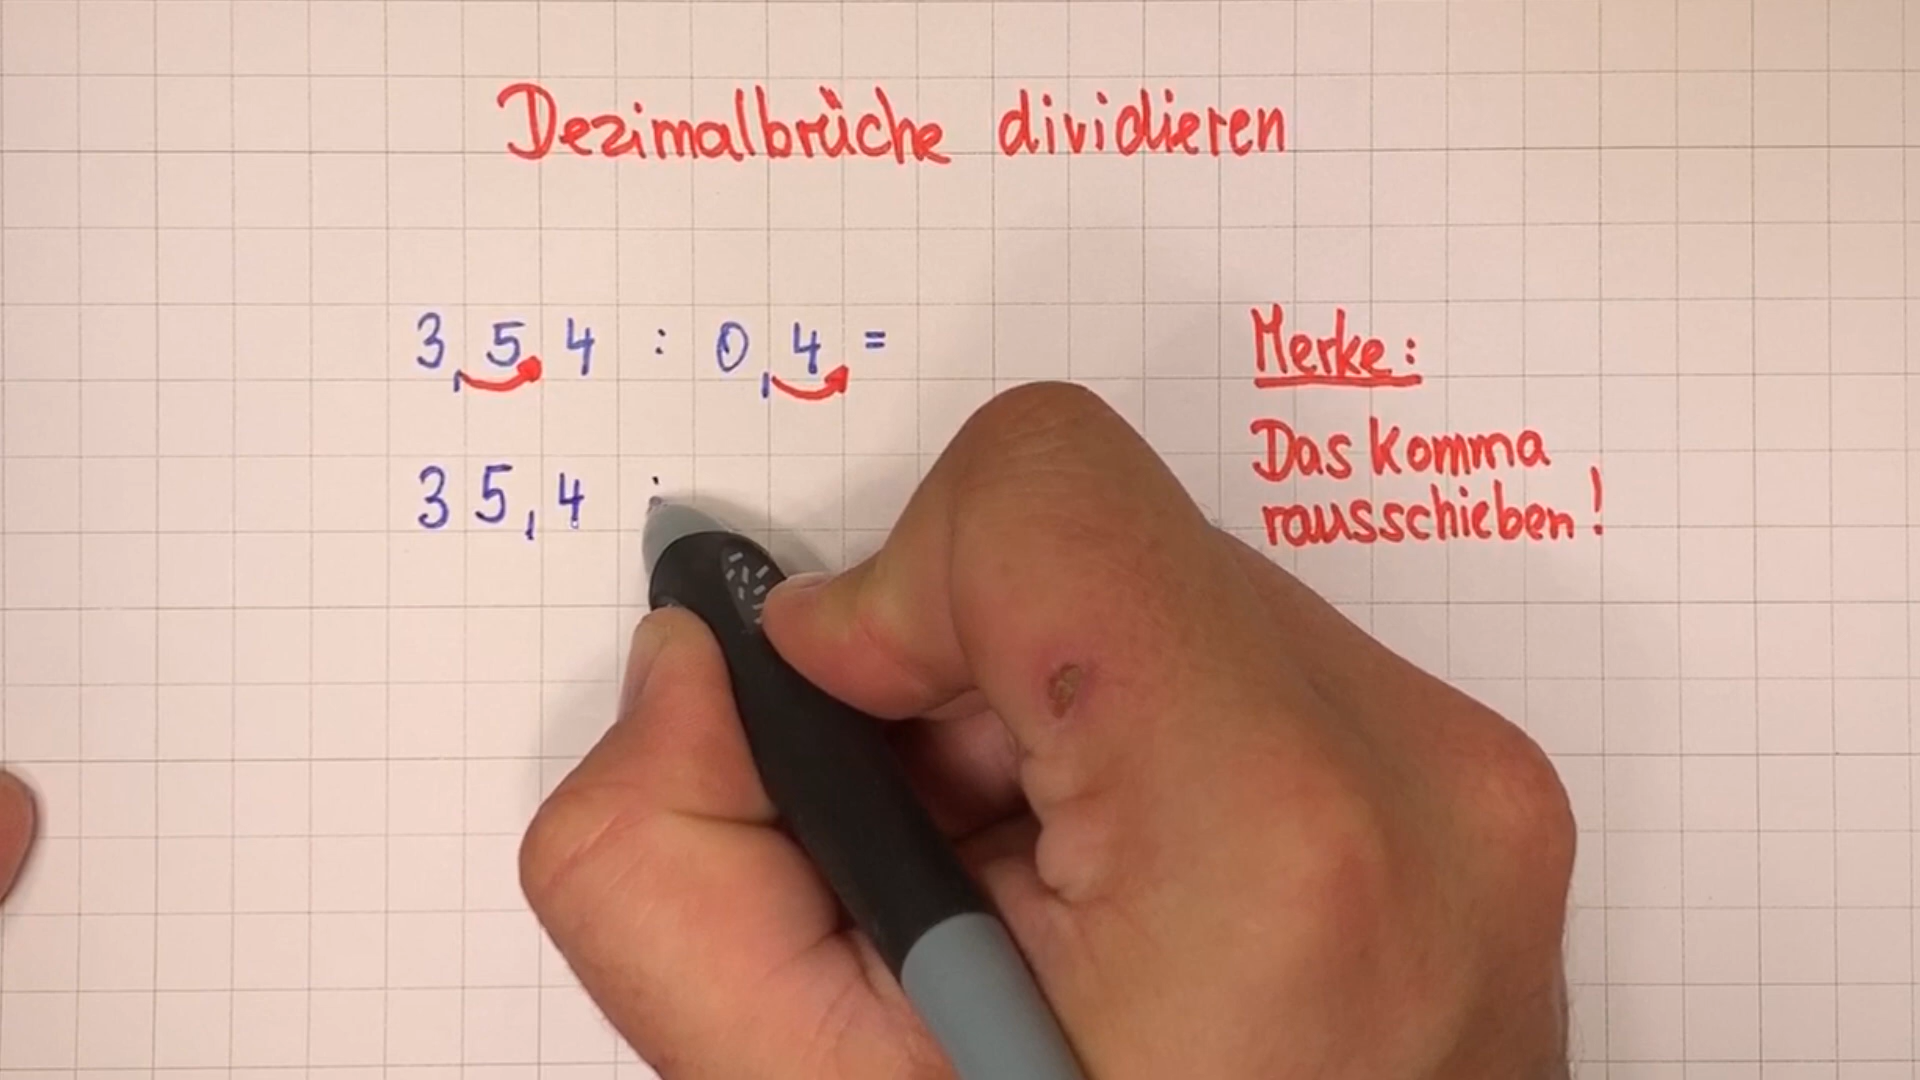 Dezimalbrüche dividieren
3,54 : 0,4 =
35,4 :
Merke:
Das Komma
rausschieben!